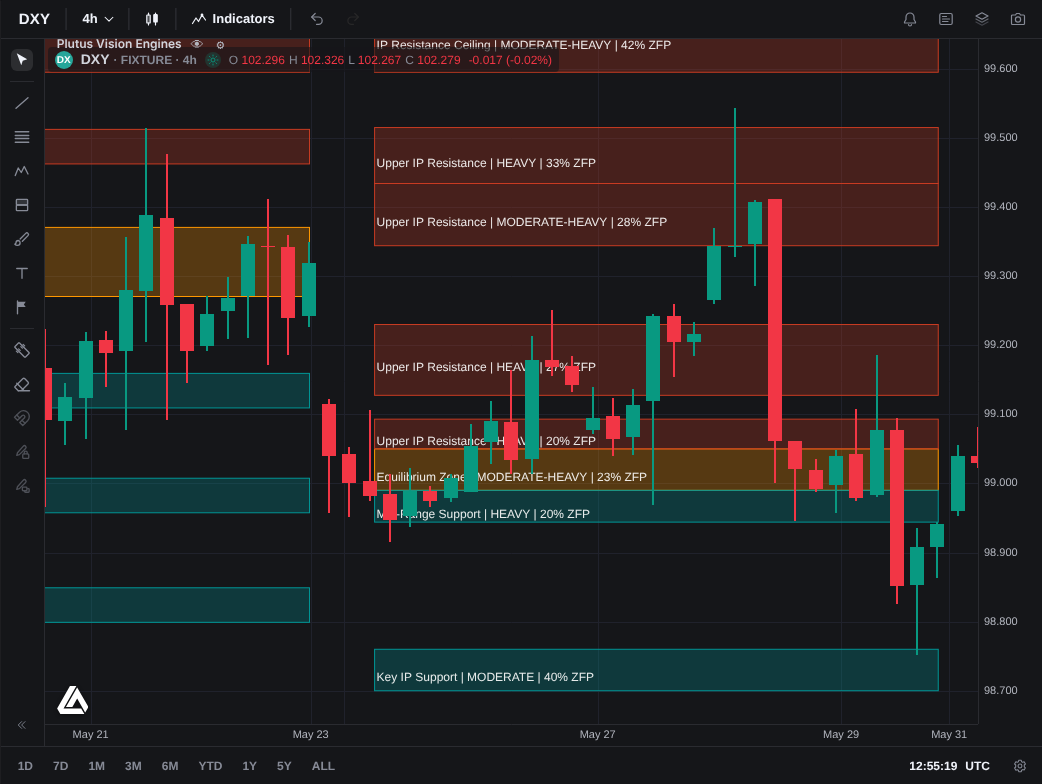 DXY 4h Indicators
Plutus Vision Engines
IP Resistance Ceiling | MODERATE-HEAVY | 42% ZFP
DX DXY · FIXTURE · 4h O 102.296 H 102.326 L 102.267 C 102.279 -0.017 (-0.02%)
99.600
99.500
Upper IP Resistance | HEAVY | 33% ZFP
99.400
Upper IP Resistance | MODERATE-HEAVY | 28% ZFP
99.300
99.200
Upper IP Resistance | HEAVY | 27% ZFP
99.100
Upper IP Resistance | HEAVY | 20% ZFP
Equilibrium Zone | MODERATE-HEAVY | 23% ZFP
99.000
Mid-Range Support | HEAVY | 20% ZFP
98.900
98.800
Key IP Support | MODERATE | 40% ZFP
98.700
May 21 May 23 May 27 May 29 May 31
1D 7D 1M 3M 6M YTD 1Y 5Y ALL 12:55:19 UTC